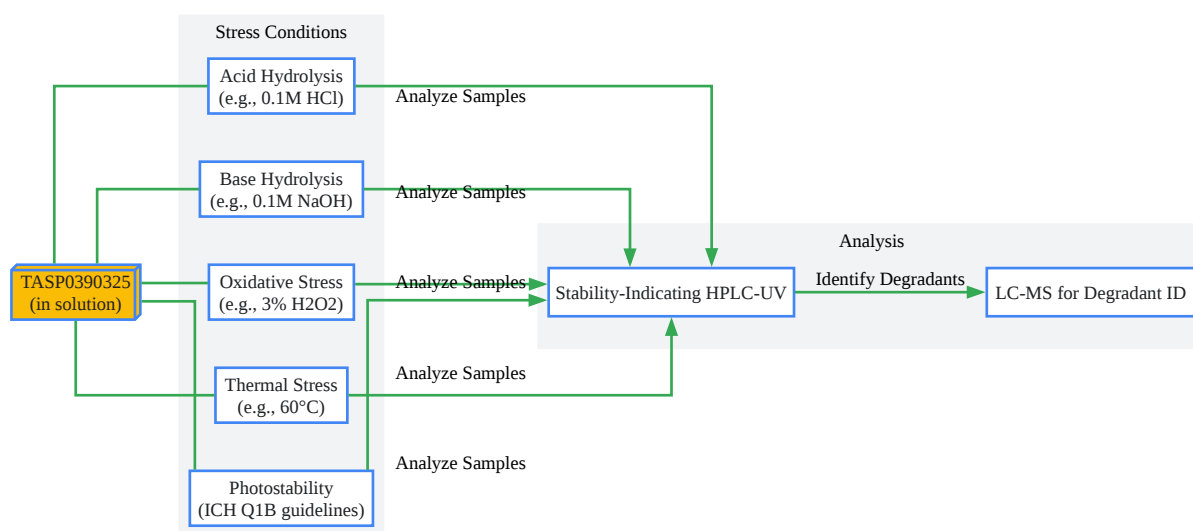 Stress Conditions
Acid Hydrolysis
(e.g., 0.1M HCl)
Analyze Samples
Base Hydrolysis
(e.g., 0.1M NaOH)
Analyze Samples
Analysis
TASP0390325
(in solution)
Oxidative Stress
(e.g., 3% H2O2)
Analyze Samples
Stability-Indicating HPLC-UV
Identify Degradants
LC-MS for Degradant ID
Thermal Stress
(e.g., 60°C)
Analyze Samples
Photostability
(ICH Q1B guidelines)
Analyze Samples